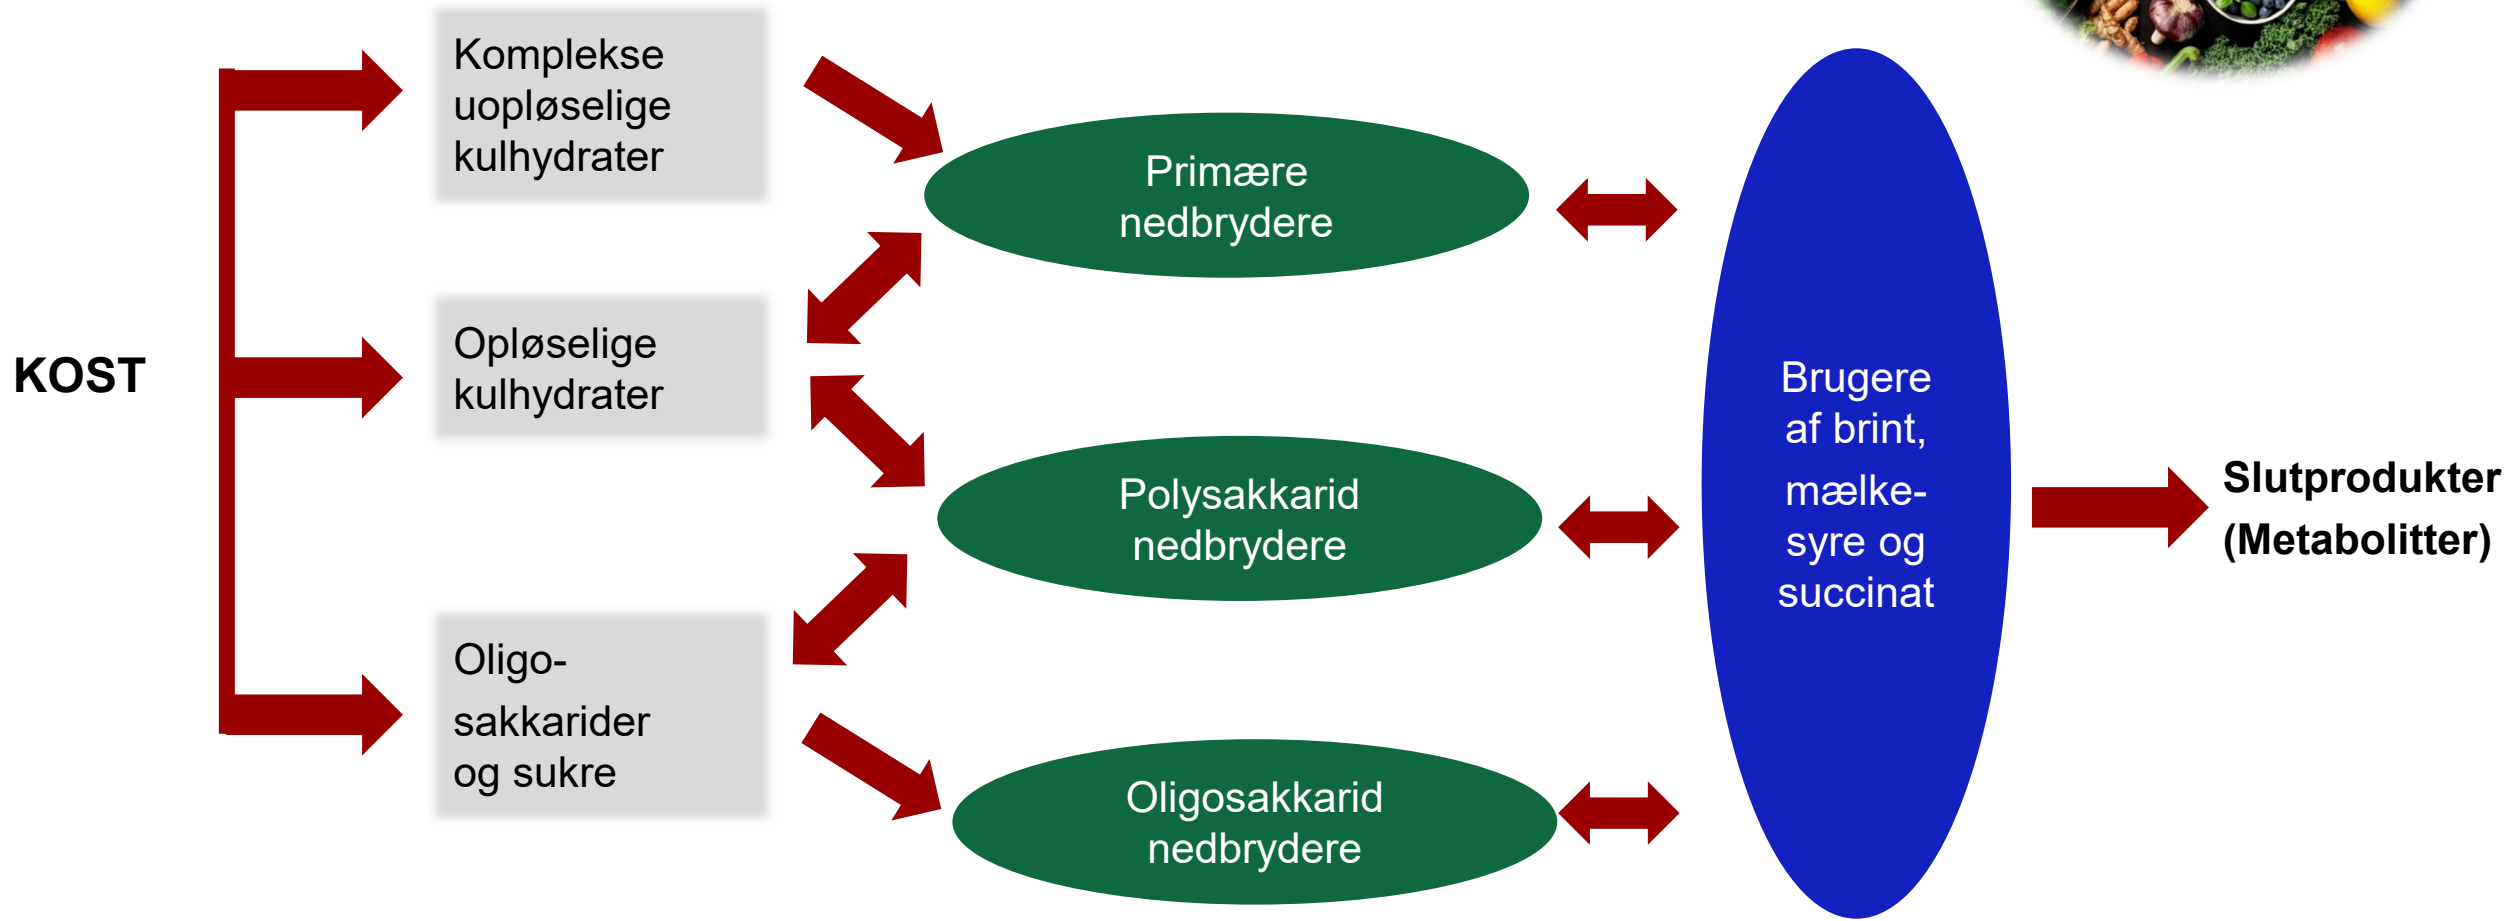 KOST
Komplekse
uopløselige
kulhydrater
Opløselige
kulhydrater
Oligo-
sakkarider
og sukre
Primære
nedbrydere
Polysakkarid
nedbrydere
Oligosakkarid
nedbrydere
Brugere
af brint,
mælke-
syre og
succinat
Slutprodukter
(Metabolitter)